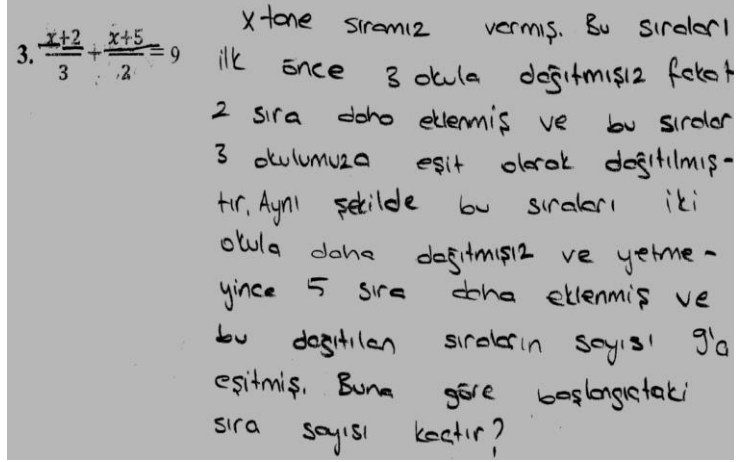 3. x+2/3 + x+5/2 = 9
x tane sıramız varmış. Bu sıraları
ilk önce 3 okula dağıtmışız fakat
2 sıra daha eklenmiş ve bu sıralar
3 okulumuza eşit olarak dağıtılmış-
tır. Aynı şekilde bu sıraları iki
okula daha dağıtmışız ve yetme-
yince 5 sıra daha eklenmiş ve
bu dağıtılan sıraların sayısı 9'a
eşitmiş. Buna göre başlangıçtaki
sıra sayısı kaçtır?